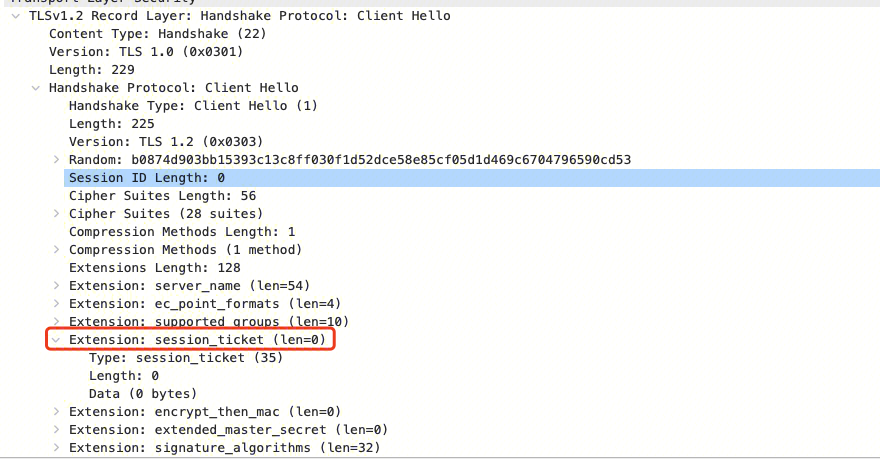 Transport Layer Security
TLSv1.2 Record Layer: Handshake Protocol: Client Hello
Content Type: Handshake (22)
Version: TLS 1.0 (0x0301)
Length: 229
Handshake Protocol: Client Hello
Handshake Type: Client Hello (1)
Length: 225
Version: TLS 1.2 (0x0303)
Random: b0874d903bb15393c13c8ff030f1d52dce58e85cf05d1d469c6704796590cd53
Session ID Length: 0
Cipher Suites Length: 56
Cipher Suites (28 suites)
Compression Methods Length: 1
Compression Methods (1 method)
Extensions Length: 128
Extension: server_name (len=54)
Extension: ec_point_formats (len=4)
Extension: supported_groups (len=10)
Extension: session_ticket (len=0)
Type: session_ticket (35)
Length: 0
Data (0 bytes)
Extension: encrypt_then_mac (len=0)
Extension: extended_master_secret (len=0)
Extension: signature_algorithms (len=32)